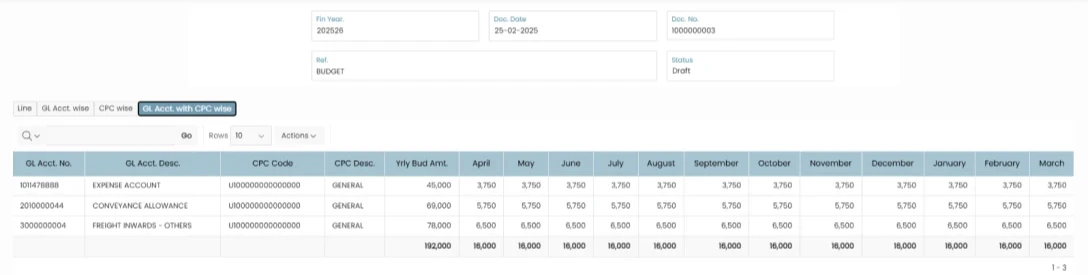 Fin Year. Doc. Date Doc. No.
202526 25-02-2025 1000000003
Ref. Status
BUDGET Draft
Line GL Acct. wise CPC wise GL Acct. with CPC wise
Go Rows 10 Actions
GL Acct. No. GL Acct. Desc. CPC Code CPC Desc. Yrly Bud Amt. April May June July August September October November December January February March
1011478888 EXPENSE ACCOUNT U100000000000000 GENERAL 45,000 3,750 3,750 3,750 3,750 3,750 3,750 3,750 3,750 3,750 3,750 3,750 3,750
2010000044 CONVEYANCE ALLOWANCE U100000000000000 GENERAL 69,000 5,750 5,750 5,750 5,750 5,750 5,750 5,750 5,750 5,750 5,750 5,750 5,750
3000000004 FREIGHT INWARDS - OTHERS U100000000000000 GENERAL 78,000 6,500 6,500 6,500 6,500 6,500 6,500 6,500 6,500 6,500 6,500 6,500 6,500
192,000 16,000 16,000 16,000 16,000 16,000 16,000 16,000 16,000 16,000 16,000 16,000 16,000
1 - 3